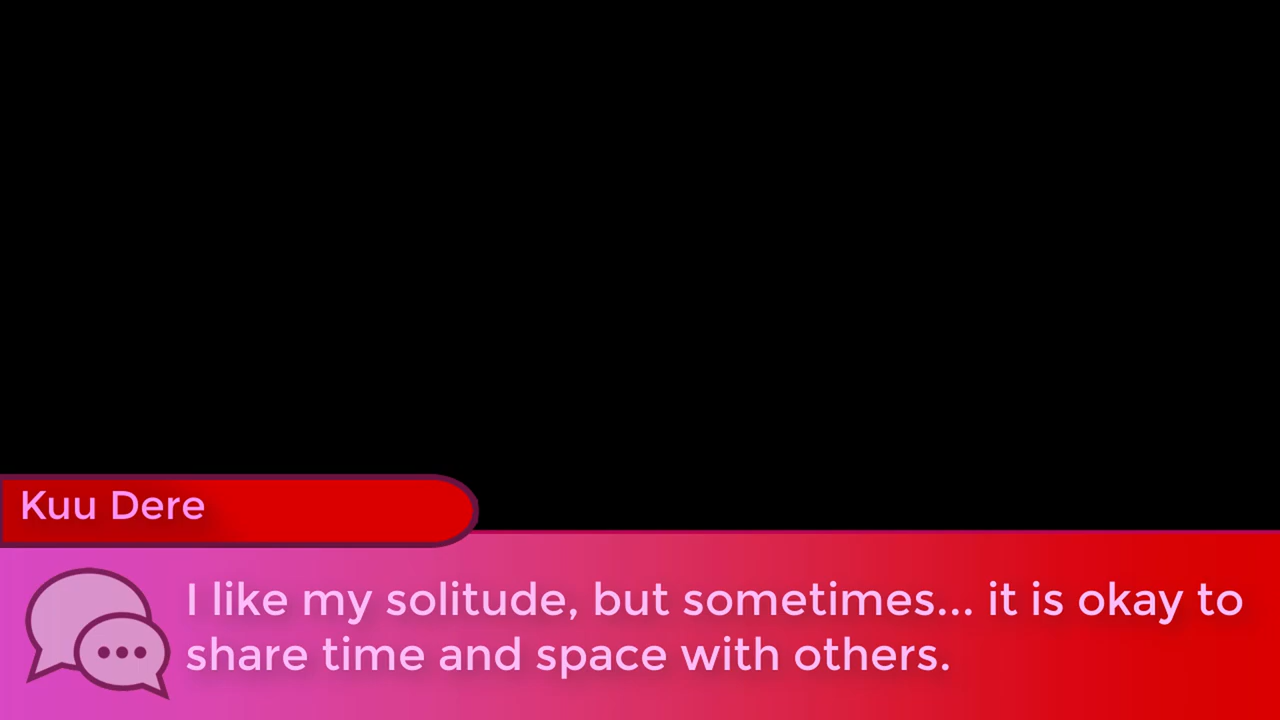 Kuu Dere
I like my solitude, but sometimes... it is okay to
share time and space with others.